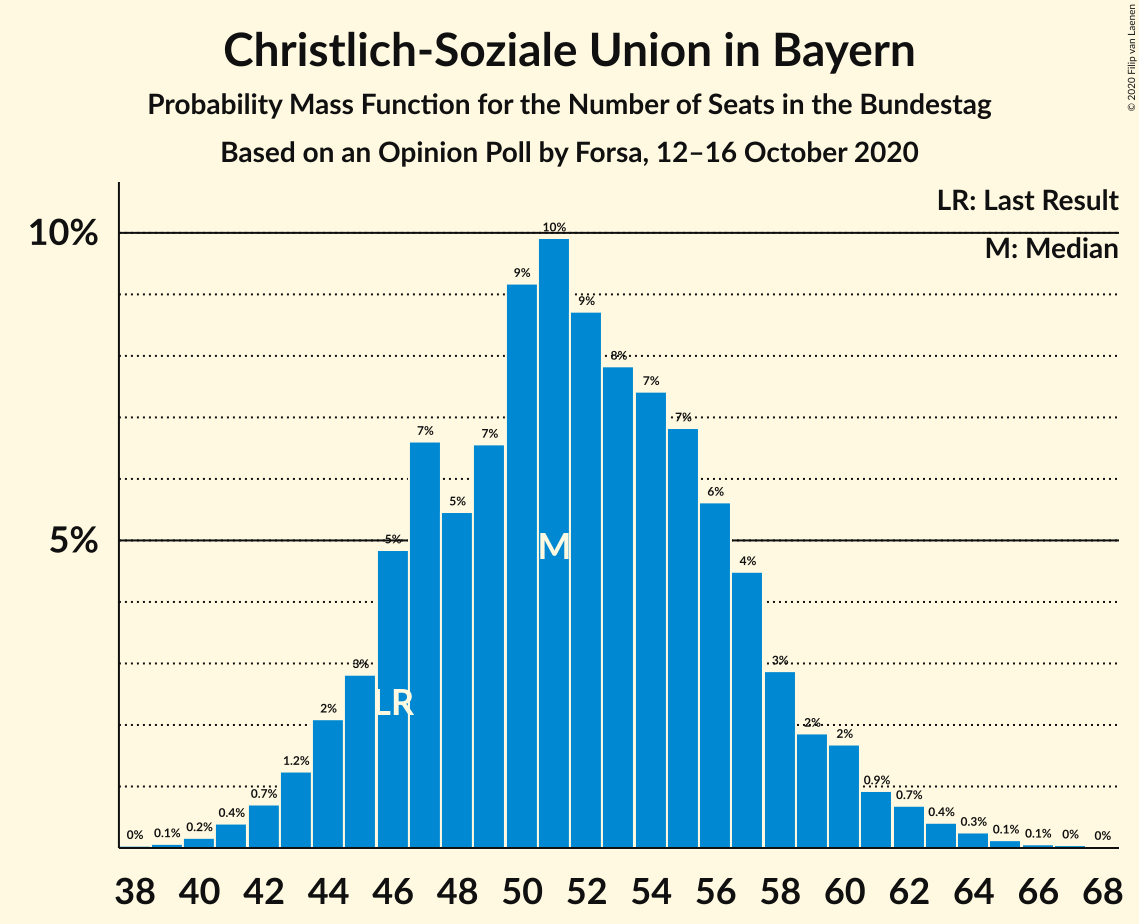 Christlich-Soziale Union in Bayern
Probability Mass Function for the Number of Seats in the Bundestag
Based on an Opinion Poll by Forsa, 12–16 October 2020
© 2020 Filip van Laenen
LR: Last Result
M: Median
10%
5%
0% 0.1% 0.2% 0.4% 0.7% 1.2% 2% 3% 5% 7% 5% 7% 9% 10% 9% 8% 7% 7% 6% 4% 3% 2% 2% 0.9% 0.7% 0.4% 0.3% 0.1% 0.1% 0% 0%
M
LR
38 40 42 44 46 48 50 52 54 56 58 60 62 64 66 68